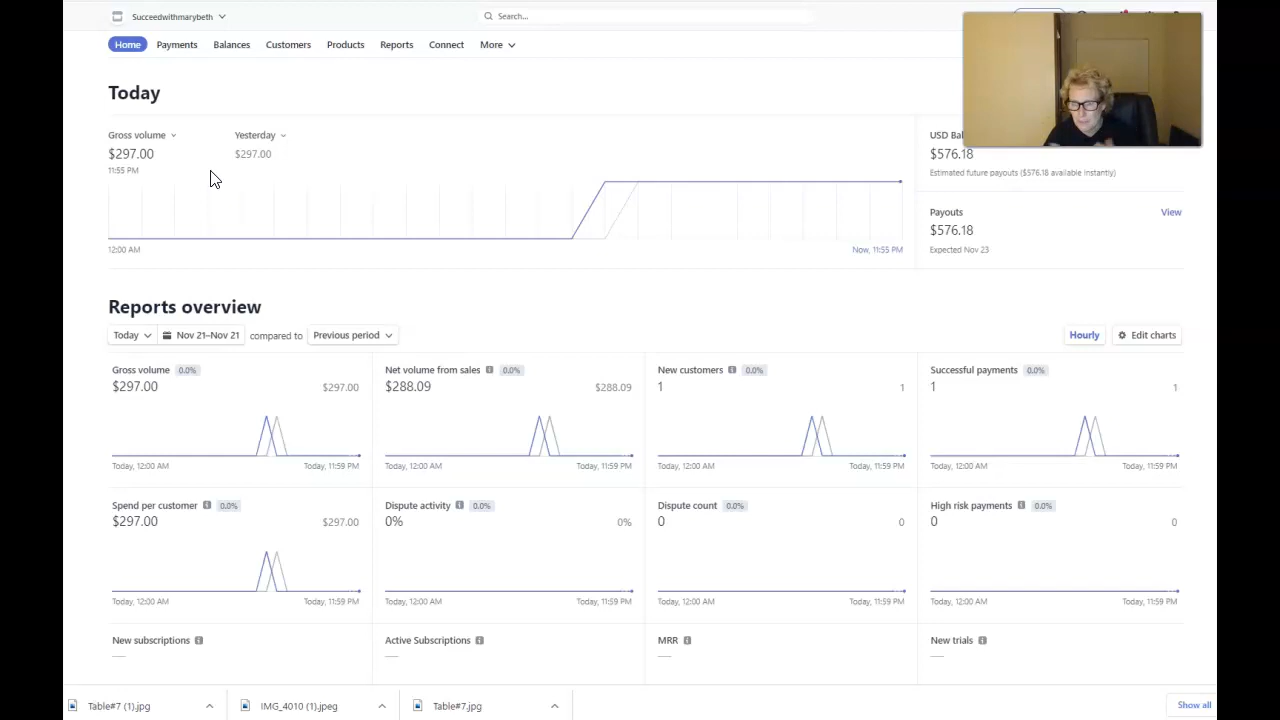 Succeedwithmarybeth
Search...
Home Payments Balances Customers Products Reports Connect More
Today
Gross volume Yesterday
$297.00 $297.00
11:55 PM
12:00 AM Now, 11:55 PM
USD Bal
$576.18
Estimated future payouts ($576.18 available instantly)
Payouts View
$576.18
Expected Nov 23
Reports overview
Today Nov 21–Nov 21 compared to Previous period Hourly Edit charts
Gross volume 0.0%
$297.00 $297.00
Today, 12:00 AM Today, 11:59 PM
Net volume from sales 0.0%
$288.09 $288.09
Today, 12:00 AM Today, 11:59 PM
New customers 0.0%
1 1
Today, 12:00 AM Today, 11:59 PM
Successful payments 0.0%
1 1
Today, 12:00 AM Today, 11:59 PM
Spend per customer 0.0%
$297.00 $297.00
Today, 12:00 AM Today, 11:59 PM
Dispute activity 0.0%
0% 0%
Today, 12:00 AM Today, 11:59 PM
Dispute count 0.0%
0 0
Today, 12:00 AM Today, 11:59 PM
High risk payments 0.0%
0 0
Today, 12:00 AM Today, 11:59 PM
New subscriptions
Active Subscriptions
MRR
New trials
Table#7 (1).jpg IMG_4010 (1).jpeg Table#7.jpg Show all